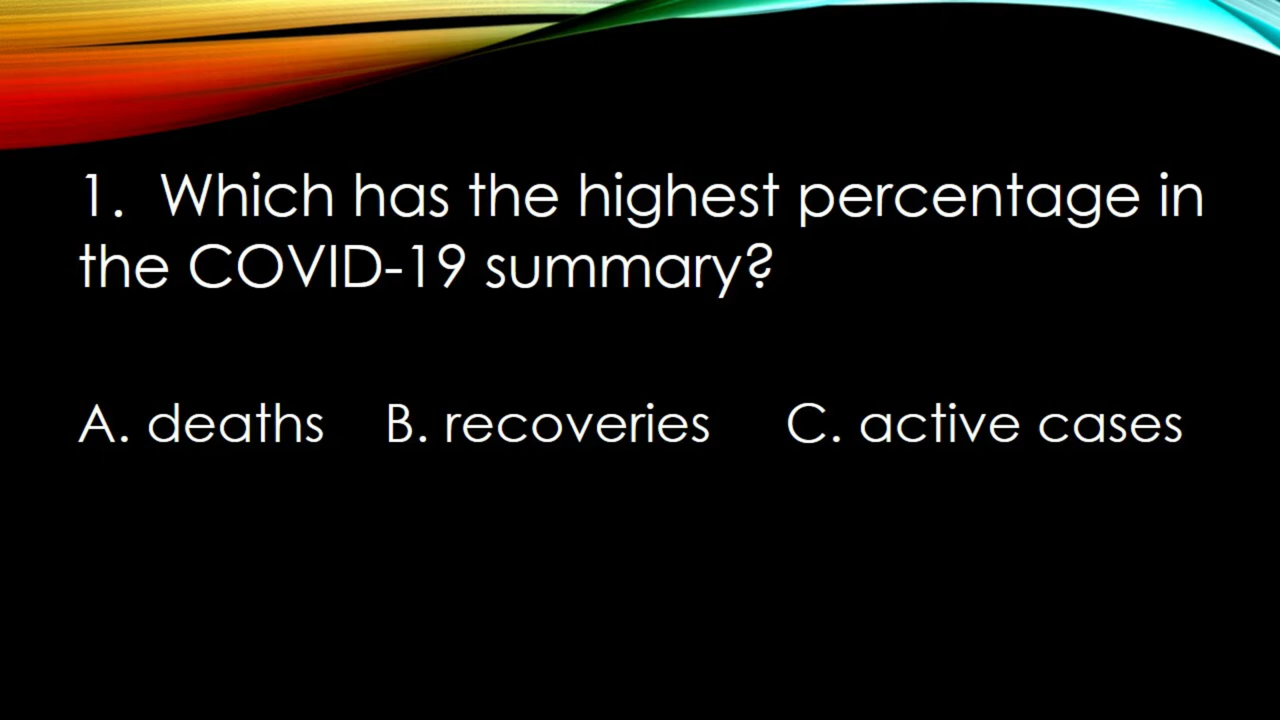 1. Which has the highest percentage in
the COVID-19 summary?
A. deaths B. recoveries C. active cases